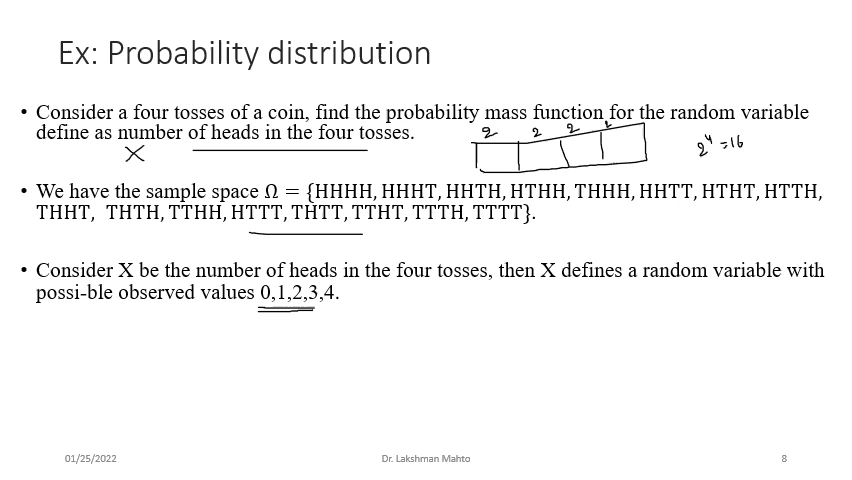 Ex: Probability distribution
• Consider a four tosses of a coin, find the probability mass function for the random variable
define as number of heads in the four tosses.
2 2 2 2
2⁴ =16
X
• We have the sample space Ω = {HHHH, HHHT, HHTH, HTHH, THHH, HHTT, HTHT, HTTH,
THHT, THTH, TTHH, HTTT, THTT, TTHT, TTTH, TTTT}.
• Consider X be the number of heads in the four tosses, then X defines a random variable with
possi-ble observed values 0,1,2,3,4.
01/25/2022 Dr. Lakshman Mahto 8